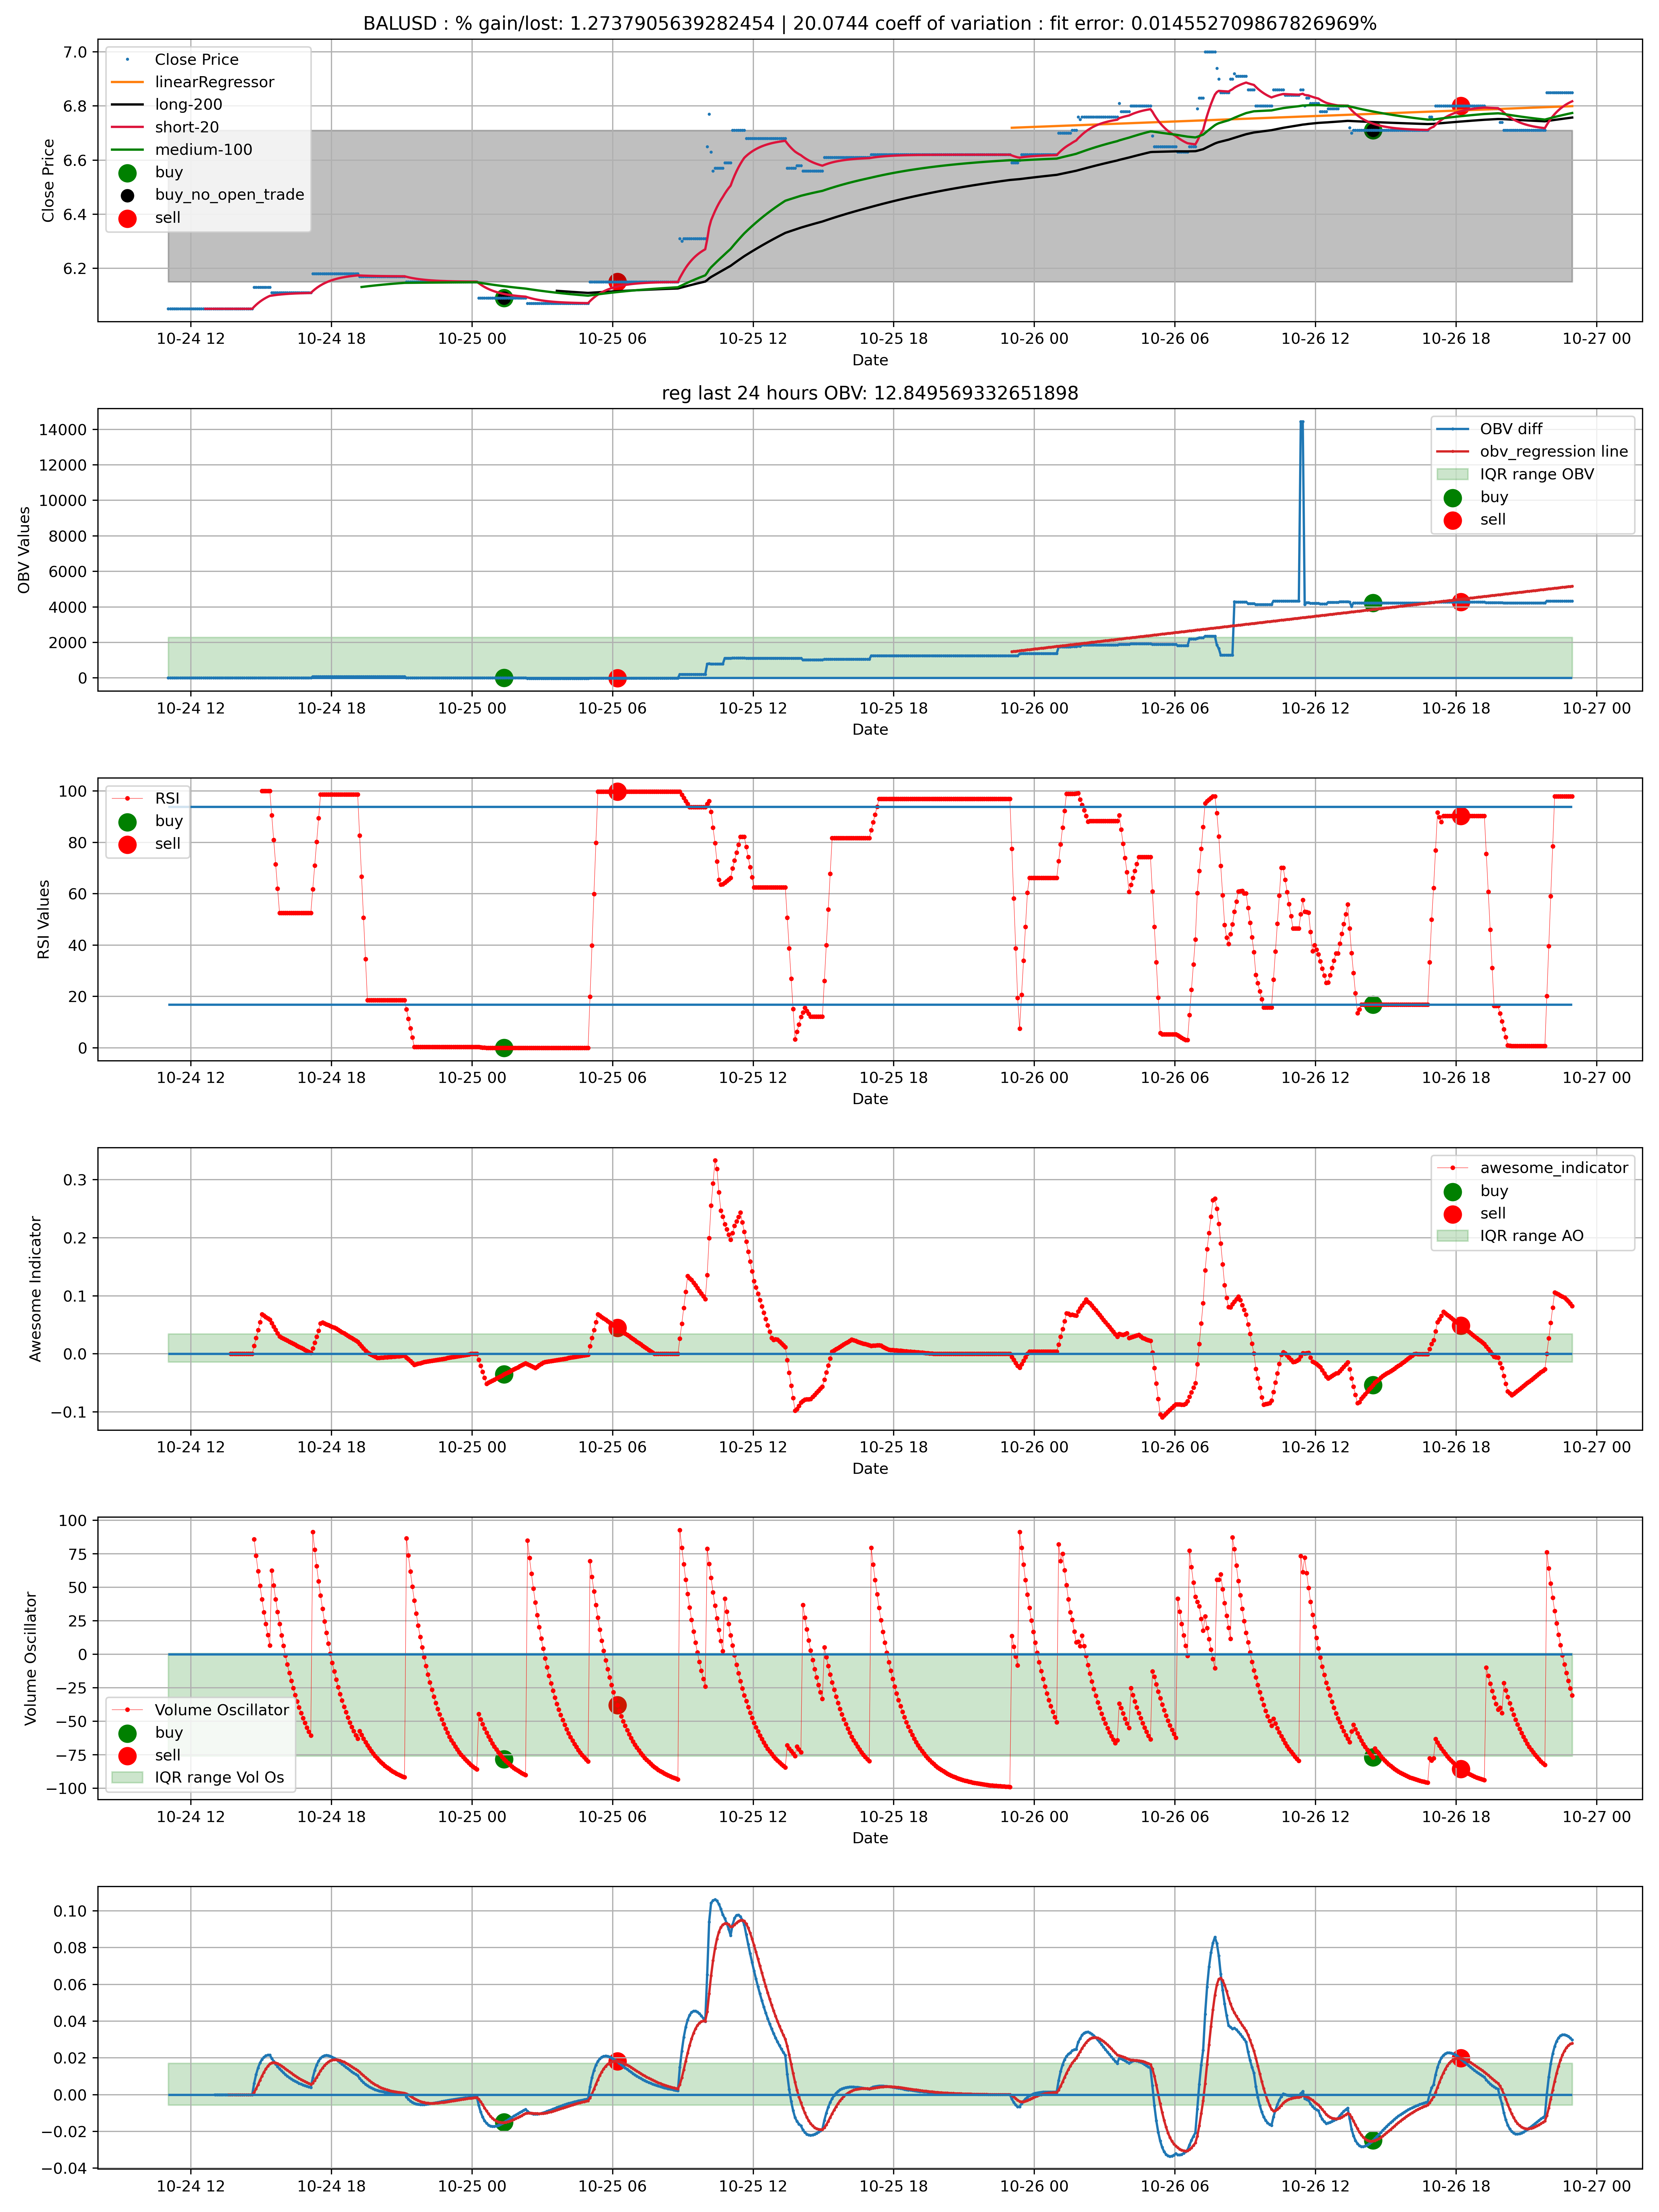 BALUSD : % gain/lost: 1.2737905639282454 | 20.0744 coeff of variation : fit error: 0.014552709867826969%
Close Price
linearRegressor
long-200
short-20
medium-100
buy
buy_no_open_trade
sell
Close Price
7.0
6.8
6.6
6.4
6.2
10-24 12 10-24 18 10-25 00 10-25 06 10-25 12 10-25 18 10-26 00 10-26 06 10-26 12 10-26 18 10-27 00
Date
reg last 24 hours OBV: 12.849569332651898
OBV diff
obv_regression line
IQR range OBV
buy
sell
OBV Values
14000
12000
10000
8000
6000
4000
2000
0
10-24 12 10-24 18 10-25 00 10-25 06 10-25 12 10-25 18 10-26 00 10-26 06 10-26 12 10-26 18 10-27 00
Date
RSI
buy
sell
RSI Values
100
80
60
40
20
0
10-24 12 10-24 18 10-25 00 10-25 06 10-25 12 10-25 18 10-26 00 10-26 06 10-26 12 10-26 18 10-27 00
Date
awesome_indicator
buy
sell
IQR range AO
Awesome Indicator
0.3
0.2
0.1
0.0
−0.1
10-24 12 10-24 18 10-25 00 10-25 06 10-25 12 10-25 18 10-26 00 10-26 06 10-26 12 10-26 18 10-27 00
Date
Volume Oscillator
buy
sell
IQR range Vol Os
Volume Oscillator
100
75
50
25
0
−25
−50
−75
−100
10-24 12 10-24 18 10-25 00 10-25 06 10-25 12 10-25 18 10-26 00 10-26 06 10-26 12 10-26 18 10-27 00
Date
0.10
0.08
0.06
0.04
0.02
0.00
−0.02
−0.04
10-24 12 10-24 18 10-25 00 10-25 06 10-25 12 10-25 18 10-26 00 10-26 06 10-26 12 10-26 18 10-27 00